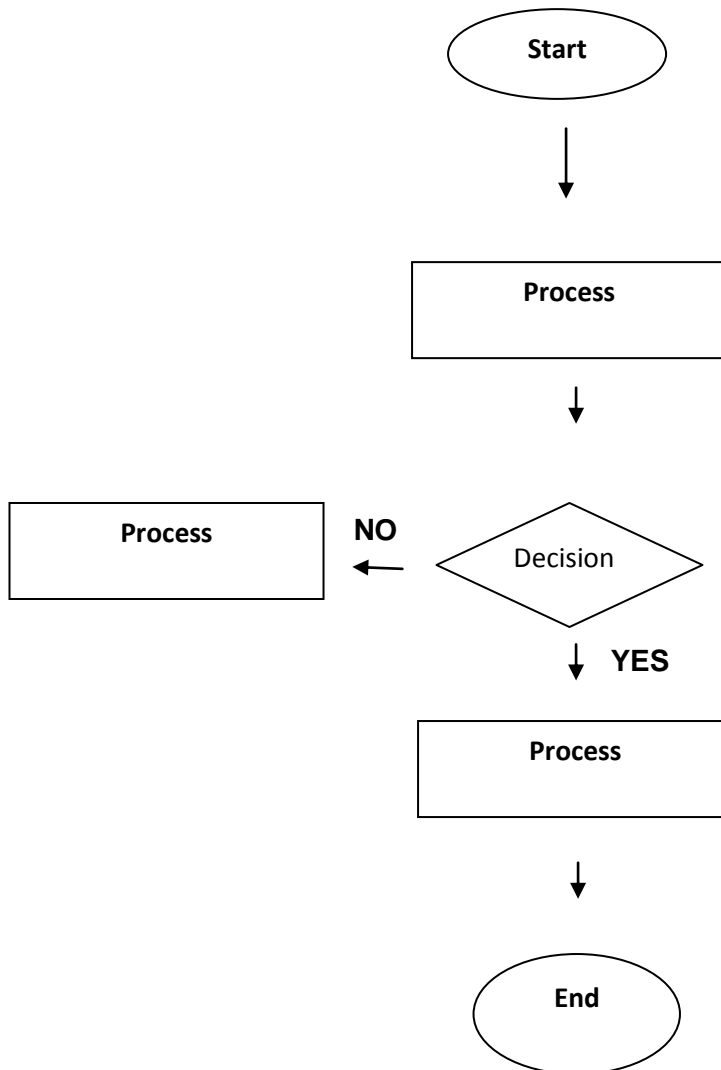 Start
Process
Process
NO
Decision
YES
Process
End